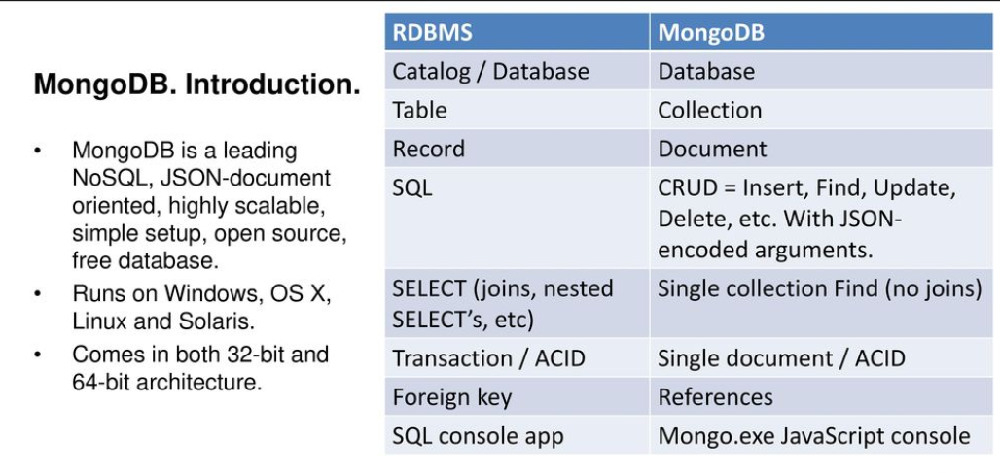 MongoDB. Introduction.
• MongoDB is a leading
NoSQL, JSON-document
oriented, highly scalable,
simple setup, open source,
free database.
• Runs on Windows, OS X,
Linux and Solaris.
• Comes in both 32-bit and
64-bit architecture.
RDBMS MongoDB
Catalog / Database Database
Table Collection
Record Document
SQL CRUD = Insert, Find, Update,
Delete, etc. With JSON-
encoded arguments.
SELECT (joins, nested Single collection Find (no joins)
SELECT’s, etc)
Transaction / ACID Single document / ACID
Foreign key References
SQL console app Mongo.exe JavaScript console